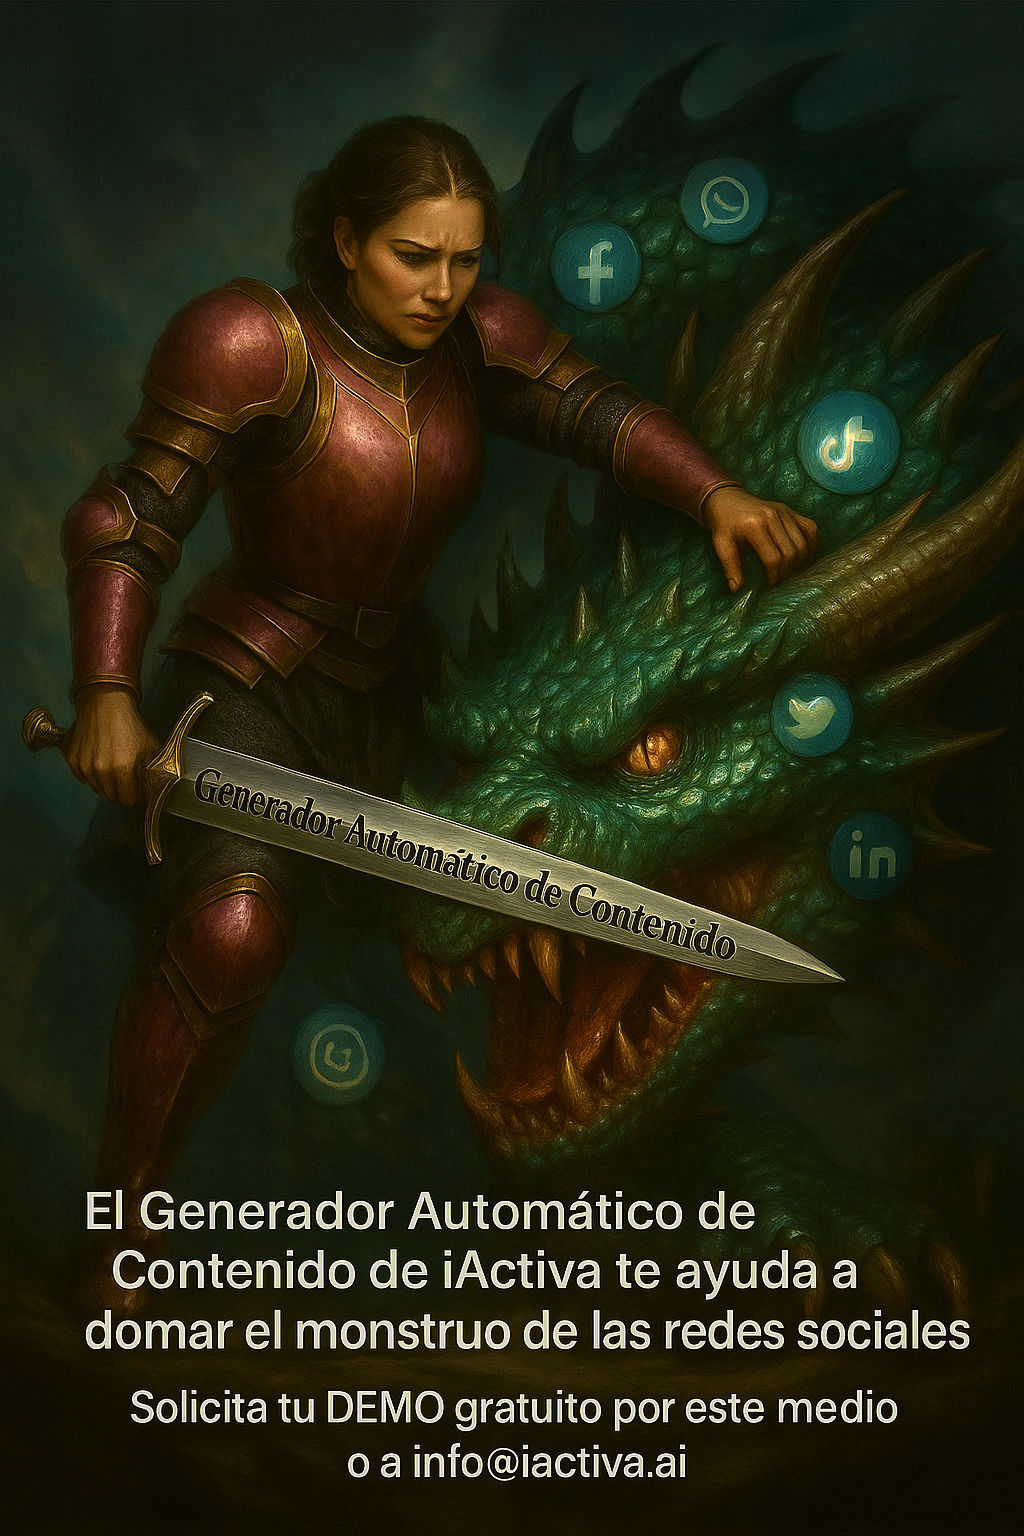 in
Generador Automático de Contenido
El Generador Automático de
Contenido de iActiva te ayuda a
domar el monstruo de las redes sociales
Solicita tu DEMO gratuito por este medio
o a info@iactiva.ai